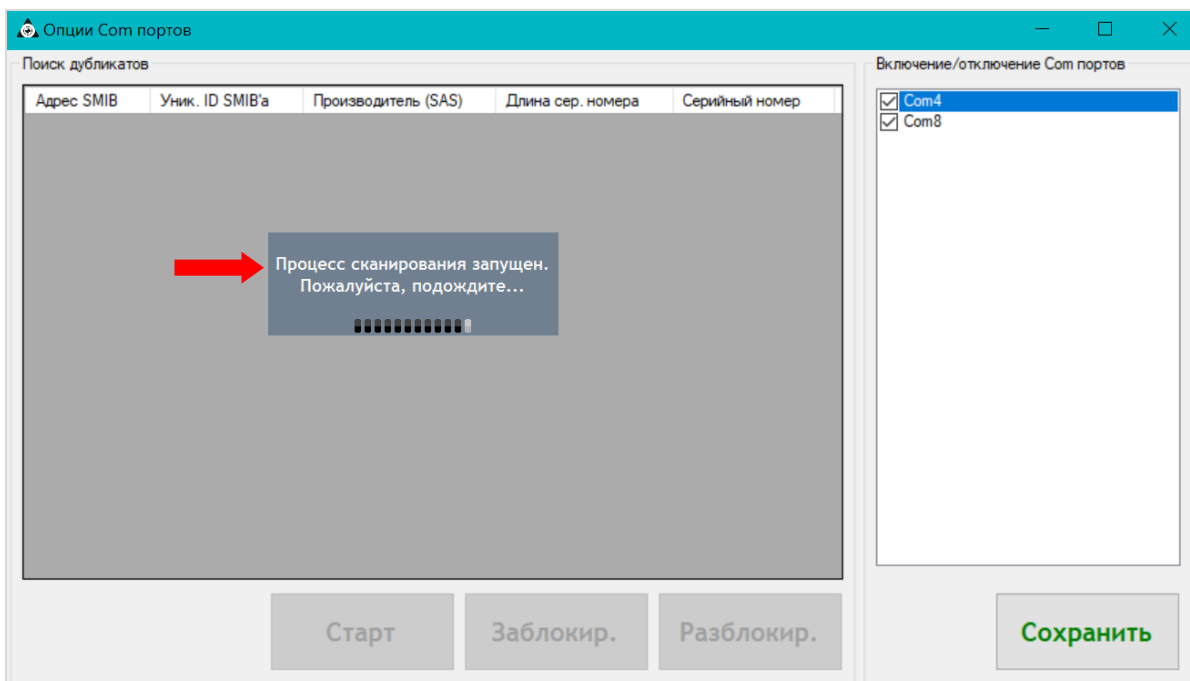 Опции Com портов
Поиск дубликатов
Адрес SMIB Уник. ID SMIB'а Производитель (SAS) Длина сер. номера Серийный номер
Процесс сканирования запущен.
Пожалуйста, подождите...
Старт Заблокир. Разблокир.
Включение/отключение Com портов
Com4
Com8
Сохранить